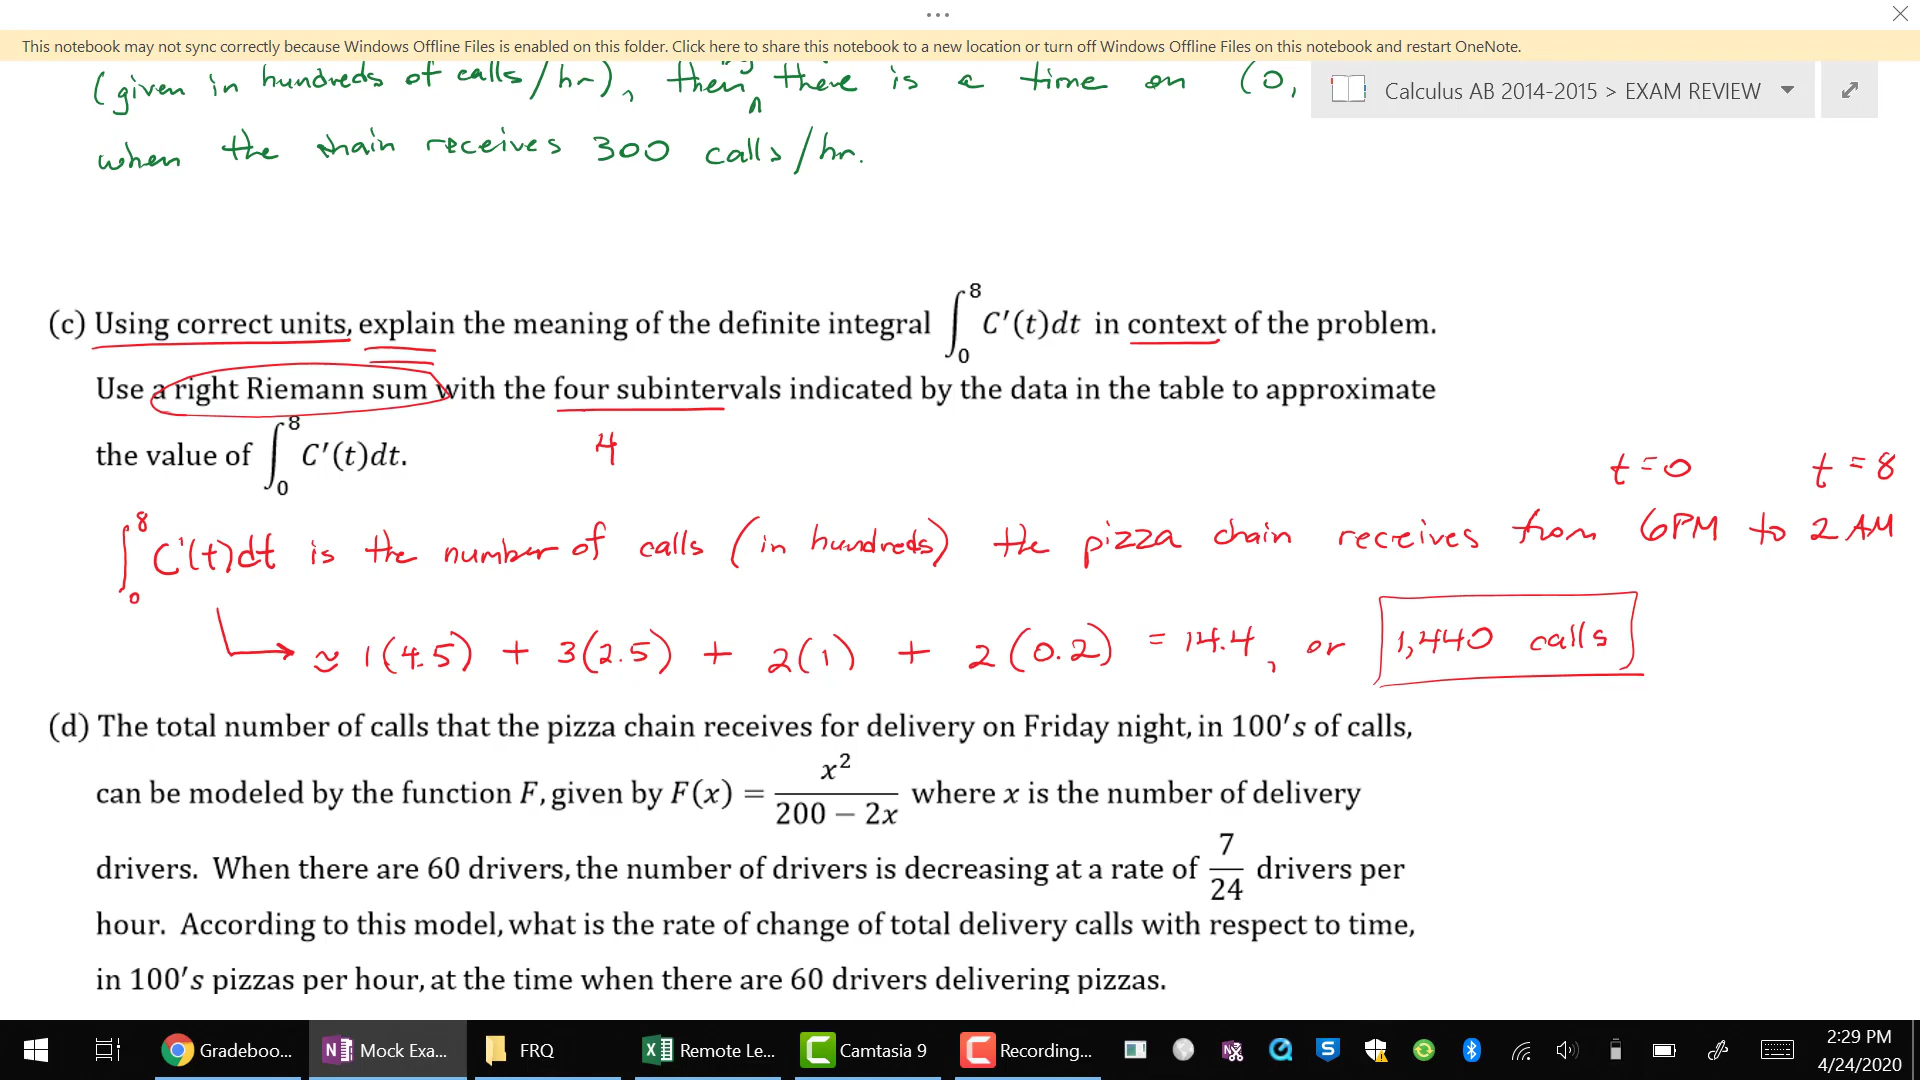 This notebook may not sync correctly because Windows Offline Files is enabled on this folder. Click here to share this notebook to a new location or turn off Windows Offline Files on this notebook and restart OneNote.
(given in hundreds of calls/hr), then there is a time on (0,
Calculus AB 2014-2015 > EXAM REVIEW
when the chain receives 300 calls/hr.
(c) Using correct units, explain the meaning of the definite integral ∫₀⁸ C′(t)dt in context of the problem.
Use a right Riemann sum with the four subintervals indicated by the data in the table to approximate
the value of ∫₀⁸ C′(t)dt.
4
t=0 t=8
∫₀⁸ C'(t)dt is the number of calls (in hundreds) the pizza chain receives from 6PM to 2 AM
≈ 1(4.5) + 3(2.5) + 2(1) + 2(0.2) = 14.4, or 1,440 calls
(d) The total number of calls that the pizza chain receives for delivery on Friday night, in 100′s of calls,
can be modeled by the function F, given by F(x) = x²/(200 − 2x) where x is the number of delivery
drivers. When there are 60 drivers, the number of drivers is decreasing at a rate of 7/24 drivers per
hour. According to this model, what is the rate of change of total delivery calls with respect to time,
in 100′s pizzas per hour, at the time when there are 60 drivers delivering pizzas.
Gradeboo... Mock Exa... FRQ Remote Le... Camtasia 9 Recording...
2:29 PM
4/24/2020